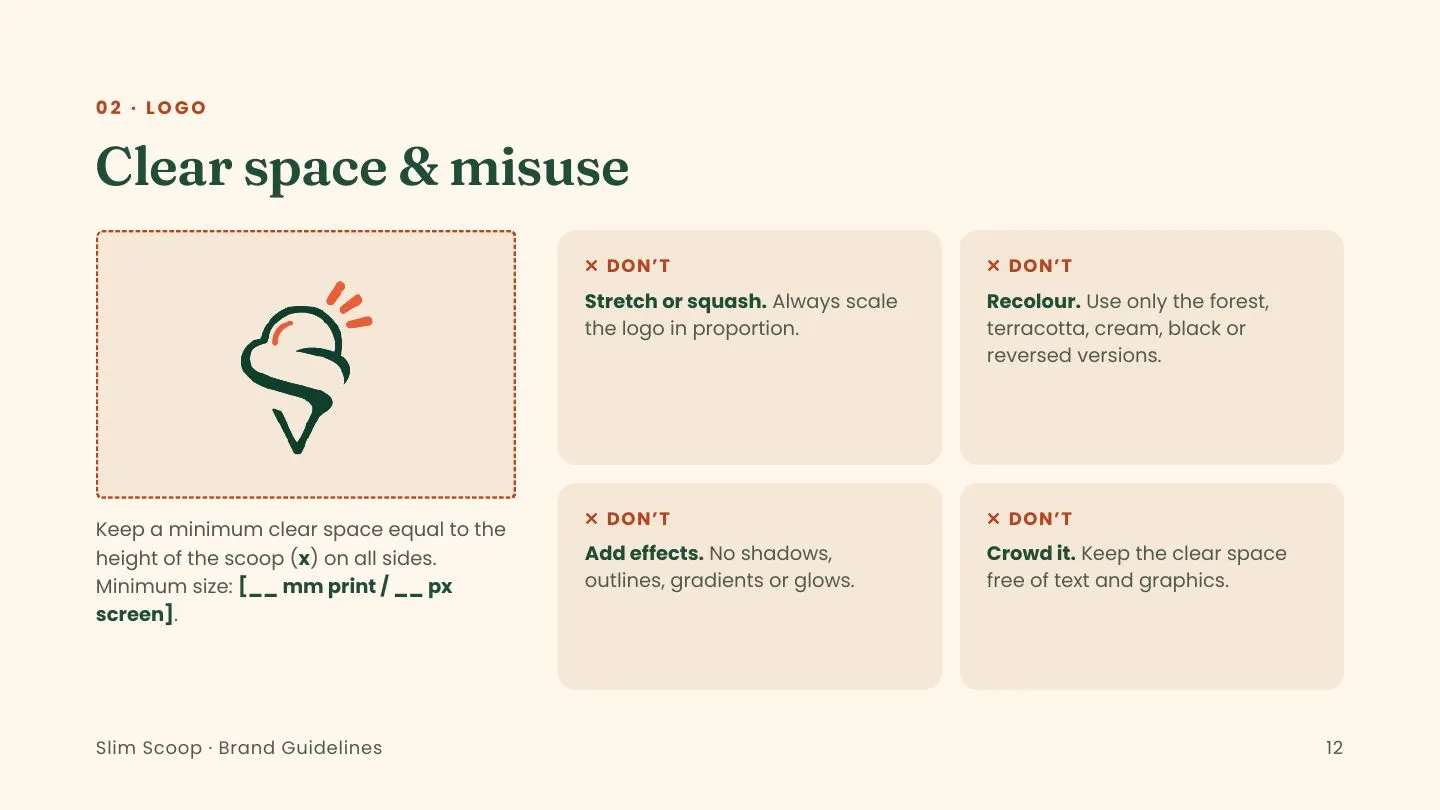 02 · LOGO
Clear space & misuse
Keep a minimum clear space equal to the
height of the scoop (x) on all sides.
Minimum size: [__ mm print / __ px
screen].
✕ DON’T
Stretch or squash. Always scale
the logo in proportion.
✕ DON’T
Recolour. Use only the forest,
terracotta, cream, black or
reversed versions.
✕ DON’T
Add effects. No shadows,
outlines, gradients or glows.
✕ DON’T
Crowd it. Keep the clear space
free of text and graphics.
Slim Scoop · Brand Guidelines
12